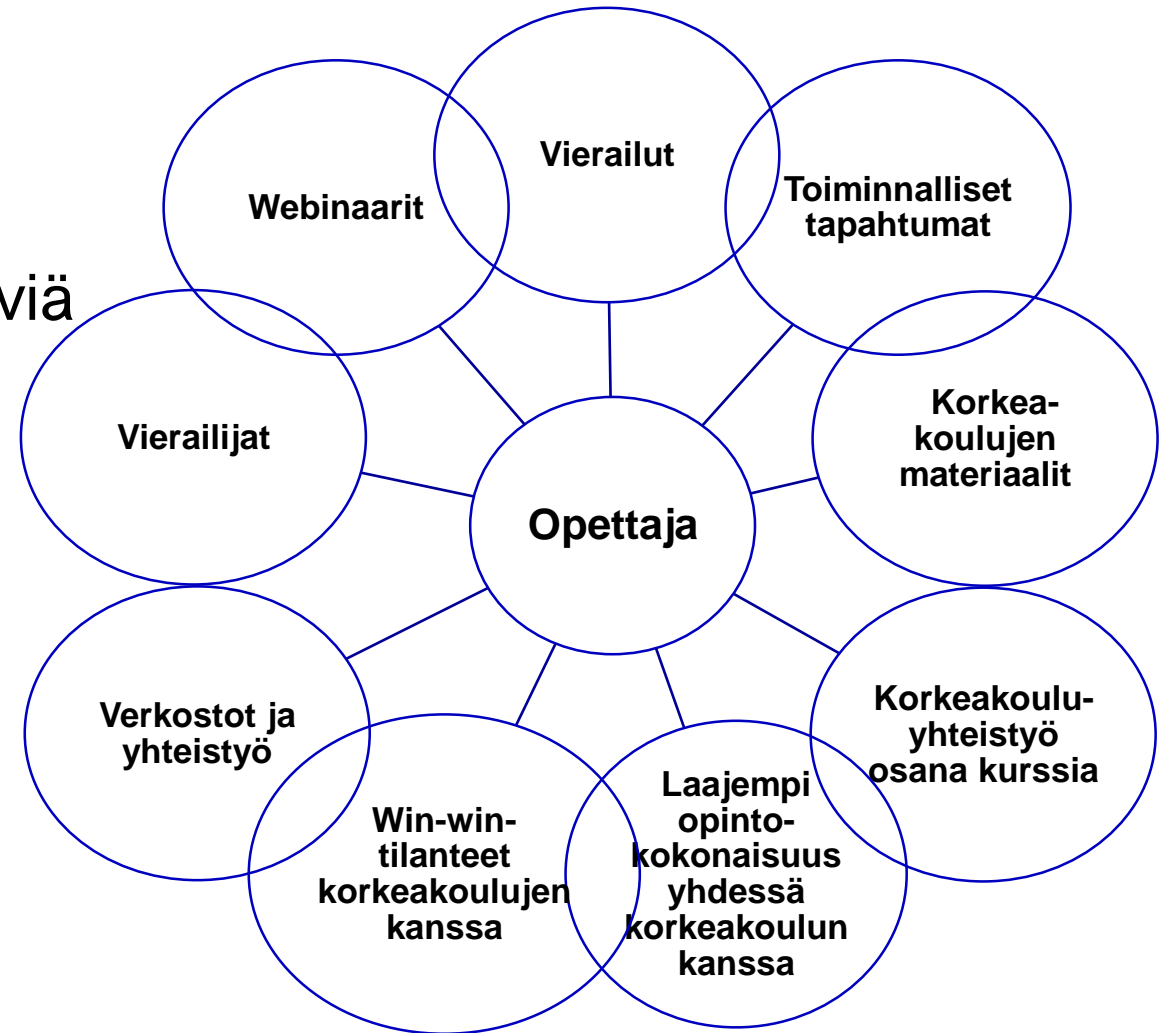 Vierailut
Toiminnalliset
tapahtumat
Webinaarit
viä
Korkea-
koulujen
materiaalit
Vierailijat
Opettaja
Korkeakoulu-
yhteistyö
osana kurssia
Verkostot ja
yhteistyö
Laajempi
opinto-
kokonaisuus
yhdessä
korkeakoulun
kanssa
Win-win-
tilanteet
korkeakoulujen
kanssa